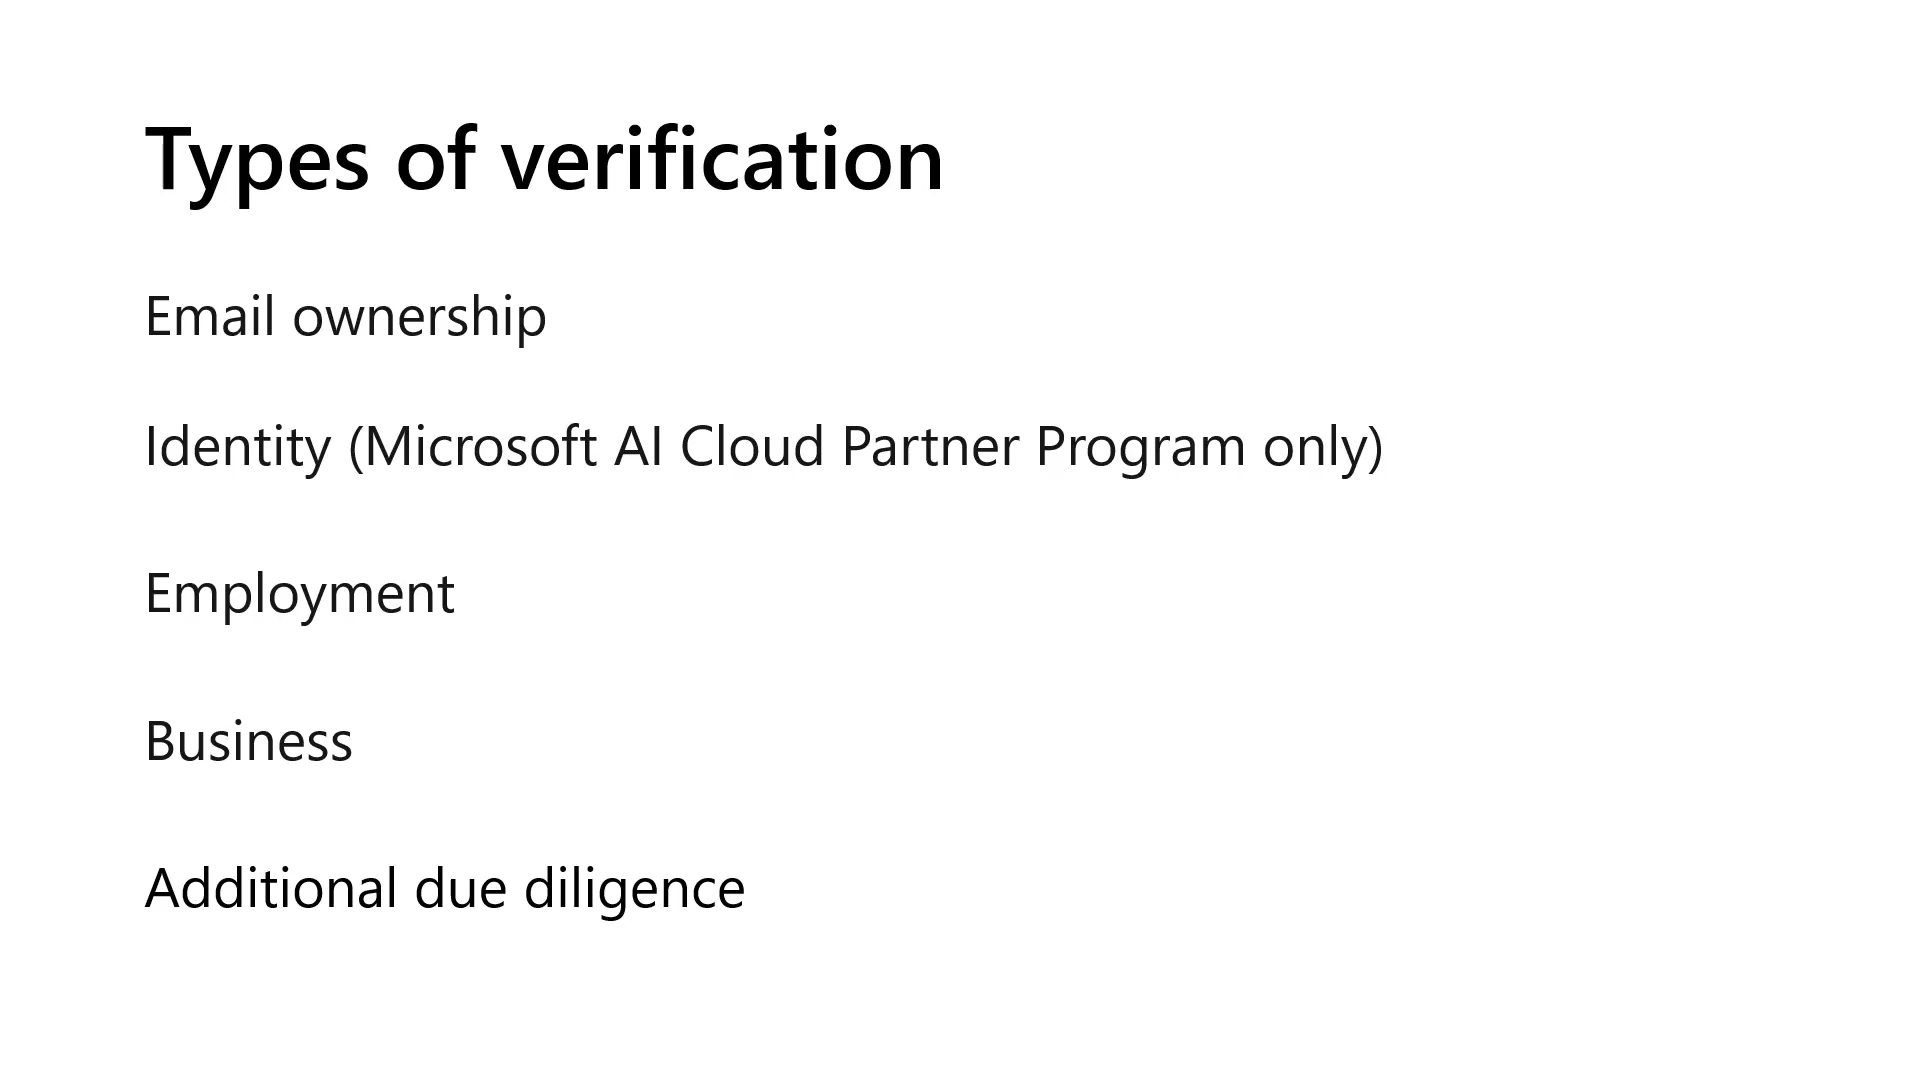 Types of verification
Email ownership
Identity (Microsoft AI Cloud Partner Program only)
Employment
Business
Additional due diligence